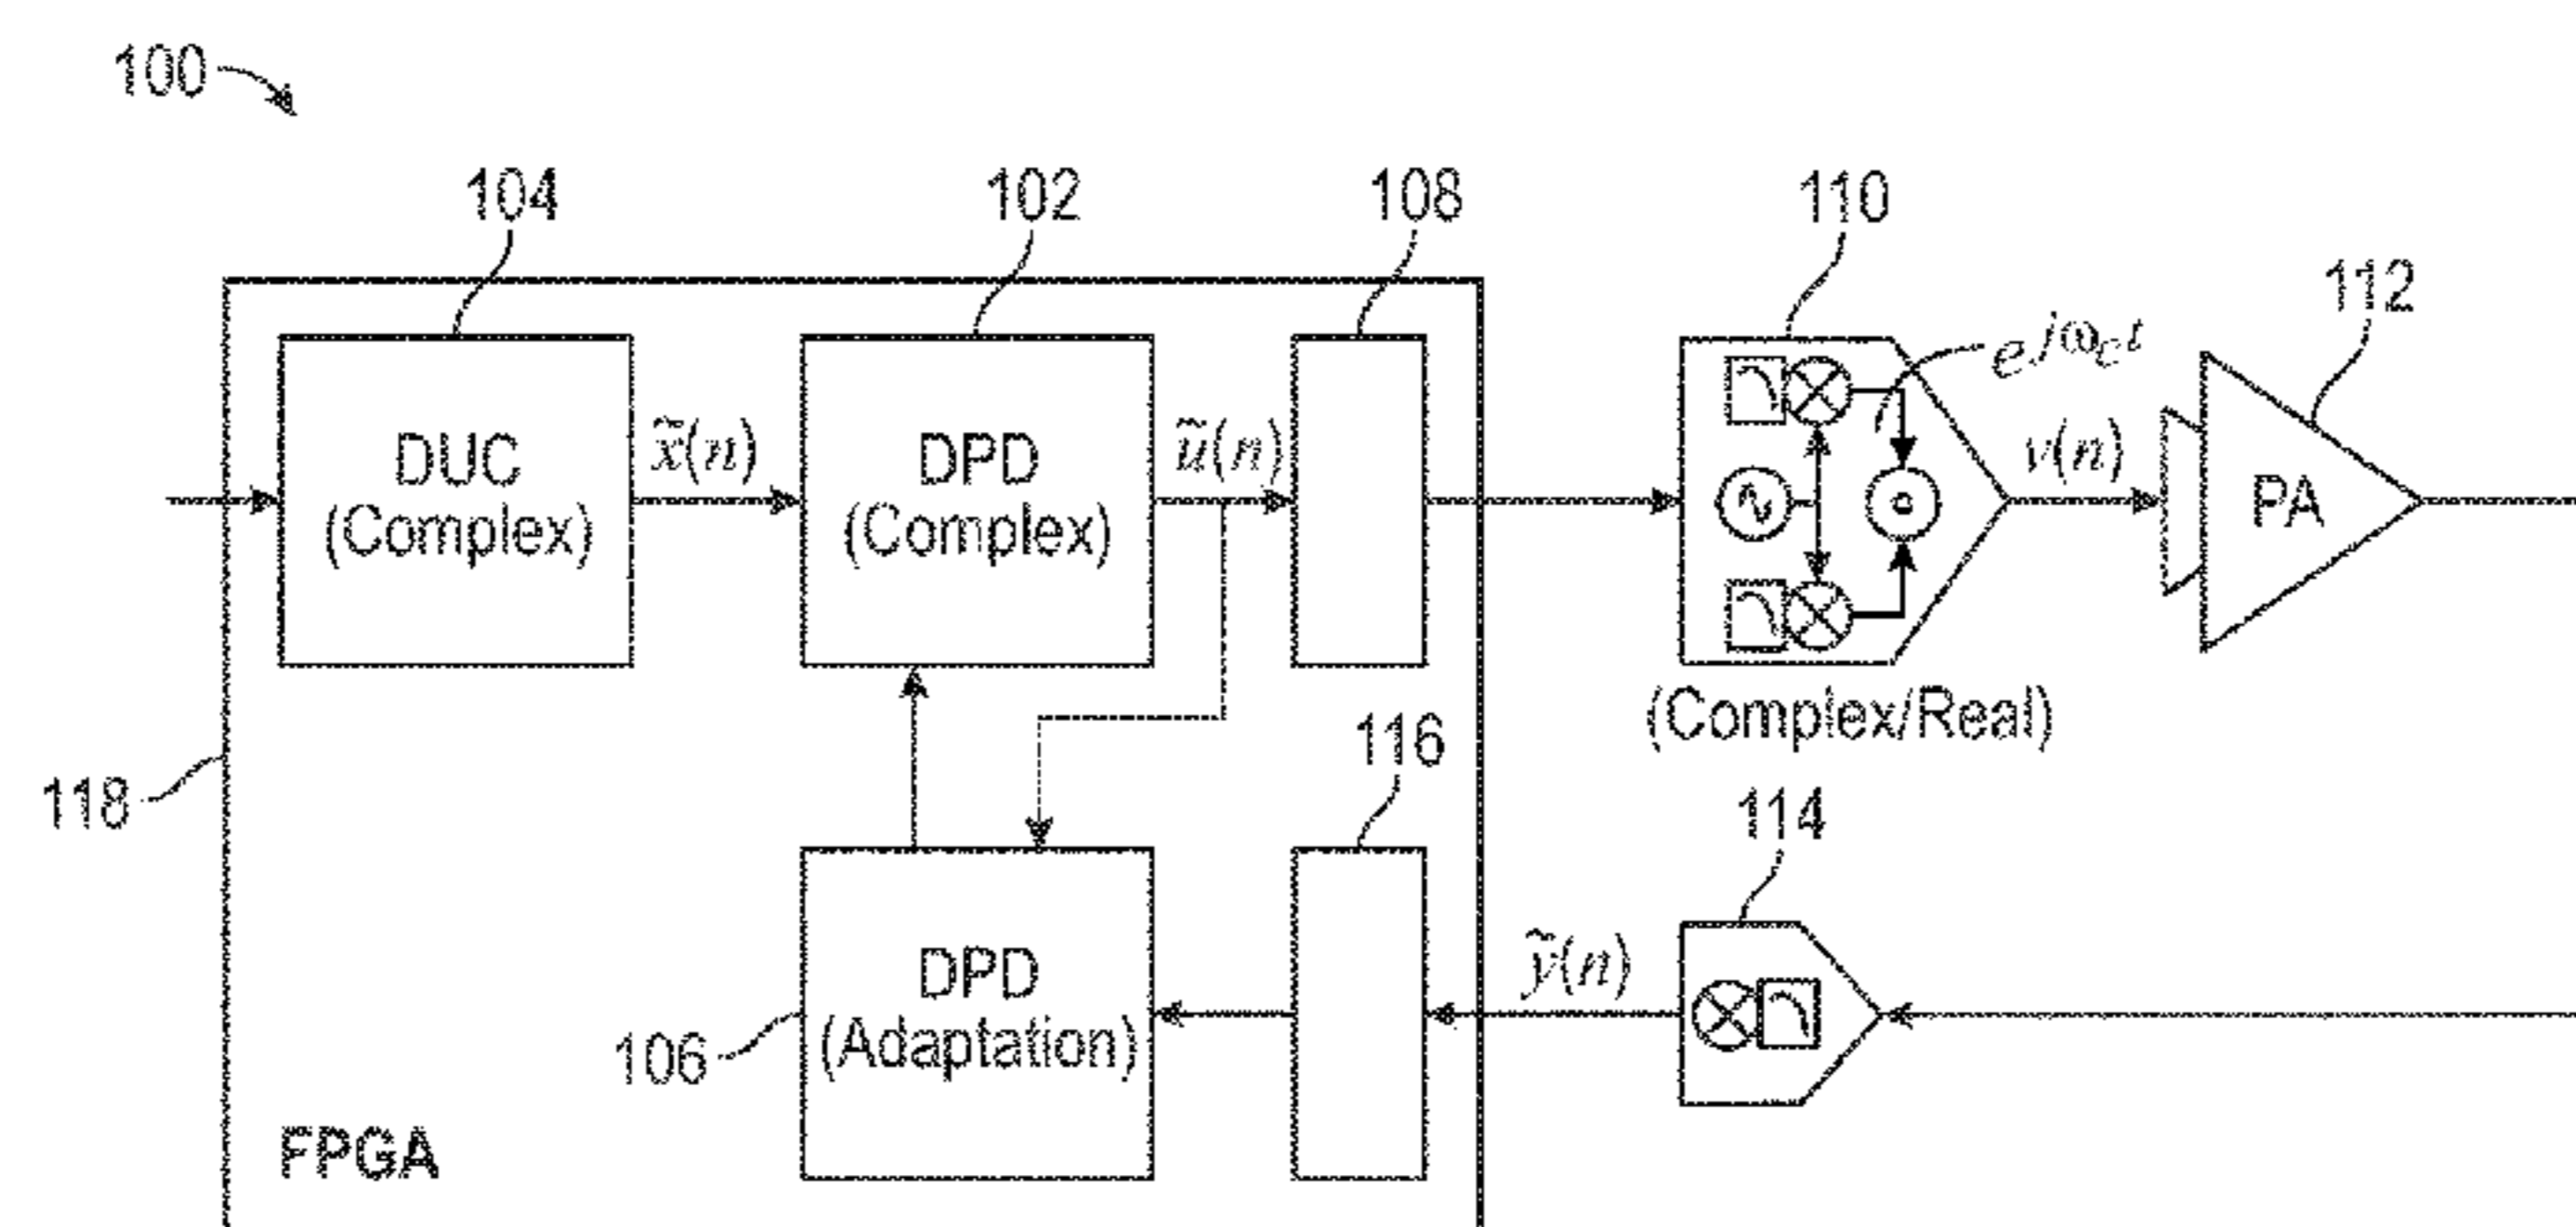 100
104
102
108
110
112
DUC
(Complex)
x̃(n)
DPD
(Complex)
ũ(n)
e^{jω_c t}
v(n)
PA
(Complex/Real)
118
116
114
DPD
(Adaptation)
106
ỹ(n)
FPGA